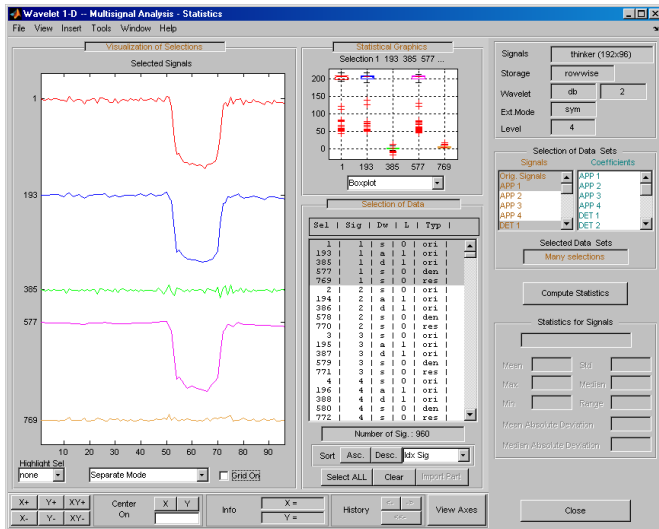 Wavelet 1-D -- Multisignal Analysis - Statistics
File View Insert Tools Window Help
Visualization of Selections
Selected Signals
1
193
385
577
769
10 20 30 40 50 60 70 80 90
Highlight Sel
none
Separate Mode
Grid On
Statistical Graphics
Selection 1 193 385 577 ...
200
150
100
50
0
1 193 385 577 769
Boxplot
Selection of Data
Sel | Sig | Dw | L | Typ |
1 | 1 | s | 0 | ori |
193 | 1 | a | 1 | ori |
385 | 1 | d | 1 | ori |
577 | 1 | s | 0 | den |
769 | 1 | s | 0 | res |
2 | 2 | s | 0 | ori |
194 | 2 | a | 1 | ori |
386 | 2 | d | 1 | ori |
578 | 2 | s | 0 | den |
770 | 2 | s | 0 | res |
3 | 3 | s | 0 | ori |
195 | 3 | a | 1 | ori |
387 | 3 | d | 1 | ori |
579 | 3 | s | 0 | den |
771 | 3 | s | 0 | res |
4 | 4 | s | 0 | ori |
196 | 4 | a | 1 | ori |
388 | 4 | d | 1 | ori |
580 | 4 | s | 0 | den |
772 | 4 | s | 0 | res |
Number of Sig. : 960
Sort Asc. Desc. Idx Sig
Select ALL Clear Import Part.
Signals thinker (192x96)
Storage rowwise
Wavelet db 2
Ext.Mode sym
Level 4
Selection of Data Sets
Signals Coefficients
Orig. Signals APP 1
APP 1 APP 2
APP 2 APP 3
APP 3 APP 4
APP 4 DET 1
DET 1 DET 2
Selected Data Sets
Many selections
Compute Statistics
Statistics for Signals
Mean Std
Max Median
Min Range
Mean Absolute Deviation
Median Absolute Deviation
X+ Y+ XY+
X- Y- XY-
Center On X Y
Info X =
Y =
History <- ->
<<-
View Axes
Close